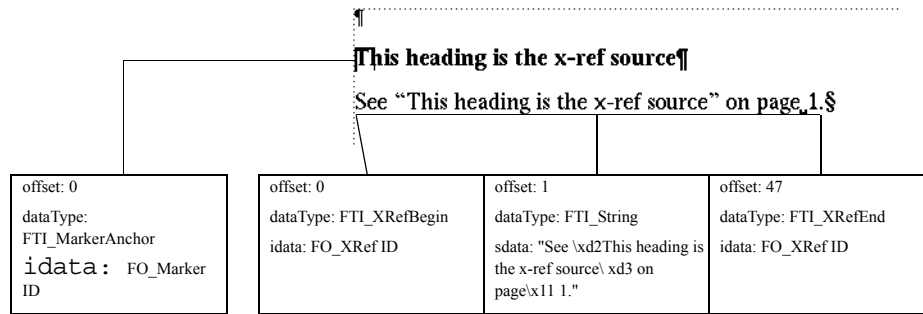 ¶
This heading is the x-ref source¶
See “This heading is the x-ref source” on page 1.§
offset: 0
dataType:
FTI_MarkerAnchor
idata: FO_Marker
ID
offset: 0
dataType: FTI_XRefBegin
idata: FO_XRef ID
offset: 1
dataType: FTI_String
sdata: "See \xd2This heading is
the x-ref source\ xd3 on
page\x11 1."
offset: 47
dataType: FTI_XRefEnd
idata: FO_XRef ID